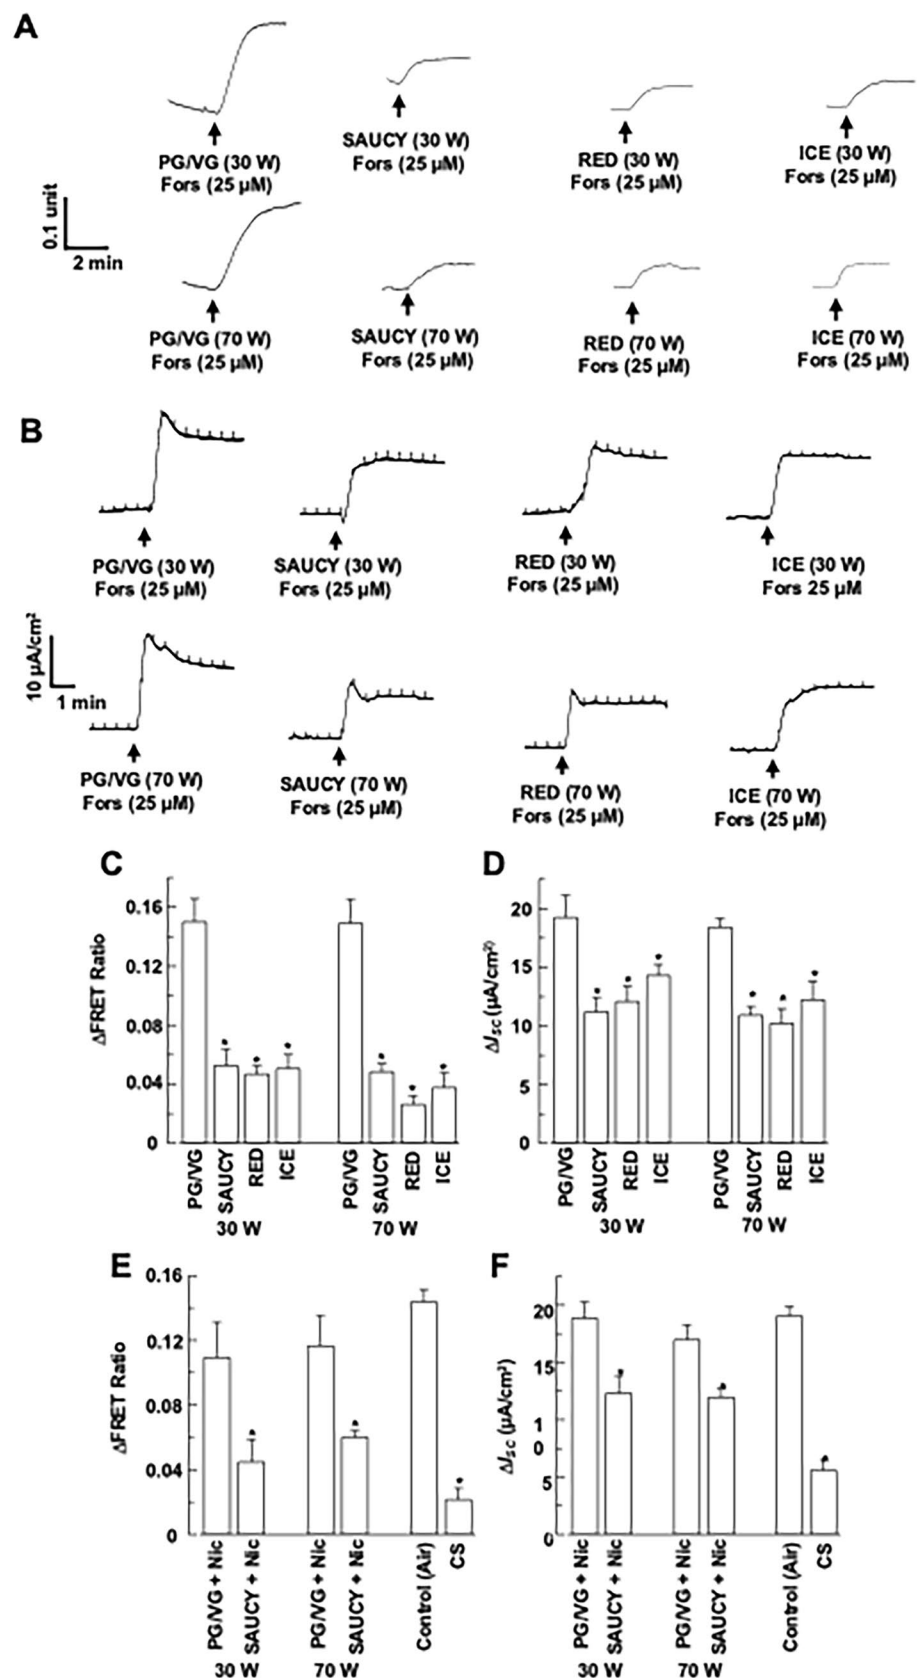 A
PG/VG (30 W)
Fors (25 µM)
SAUCY (30 W)
Fors (25 µM)
RED (30 W)
Fors (25 µM)
ICE (30 W)
Fors (25 µM)
0.1 unit
2 min
PG/VG (70 W)
Fors (25 µM)
SAUCY (70 W)
Fors (25 µM)
RED (70 W)
Fors (25 µM)
ICE (70 W)
Fors (25 µM)
B
PG/VG (30 W)
Fors (25 µM)
SAUCY (30 W)
Fors (25 µM)
RED (30 W)
Fors (25 µM)
ICE (30 W)
Fors 25 µM
10 µA/cm²
1 min
PG/VG (70 W)
Fors (25 µM)
SAUCY (70 W)
Fors (25 µM)
RED (70 W)
Fors (25 µM)
ICE (70 W)
Fors (25 µM)
C
ΔFRET Ratio
0.16
0.12
0.08
0.04
0
PG/VG
SAUCY
RED
ICE
PG/VG
SAUCY
RED
ICE
30 W
70 W
D
ΔJSC (µA/cm²)
20
15
10
5
0
PG/VG
SAUCY
RED
ICE
PG/VG
SAUCY
RED
ICE
30 W
70 W
E
ΔFRET Ratio
0.16
0.12
0.08
0.04
0
PG/VG + Nic
SAUCY + Nic
PG/VG + Nic
SAUCY + Nic
Control (Air)
CS
30 W
70 W
F
ΔJSC (µA/cm²)
20
15
1
0
5
0
PG/VG + Nic
SAUCY + Nic
PG/VG + Nic
SAUCY + Nic
Control (Air)
CS
30 W
70 W